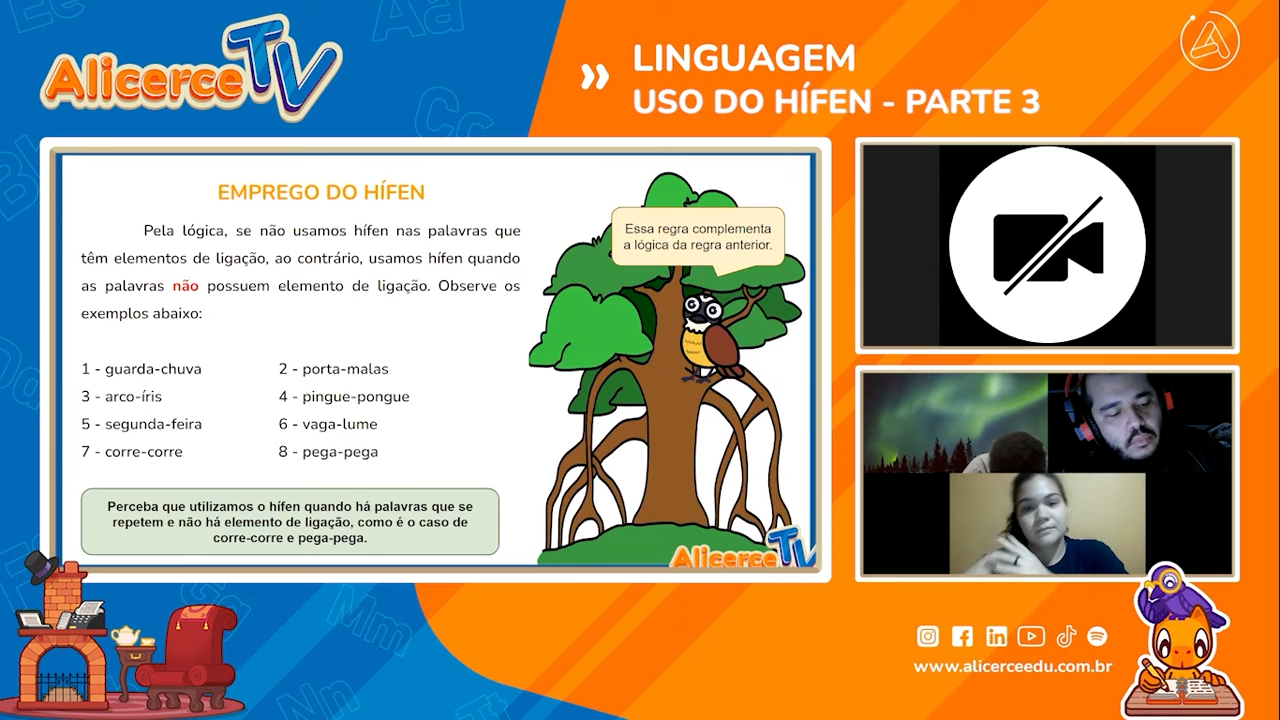 AlicerceTV
LINGUAGEM
USO DO HÍFEN - PARTE 3
EMPREGO DO HÍFEN
Pela lógica, se não usamos hífen nas palavras que
têm elementos de ligação, ao contrário, usamos hífen quando
as palavras não possuem elemento de ligação. Observe os
exemplos abaixo:
1 - guarda-chuva
2 - porta-malas
3 - arco-íris
4 - pingue-pongue
5 - segunda-feira
6 - vaga-lume
7 - corre-corre
8 - pega-pega
Perceba que utilizamos o hífen quando há palavras que se
repetem e não há elemento de ligação, como é o caso de
corre-corre e pega-pega.
Essa regra complementa
a lógica da regra anterior.
AlicerceTV
www.alicerceedu.com.br
Aa
Cc
Mm
Nn